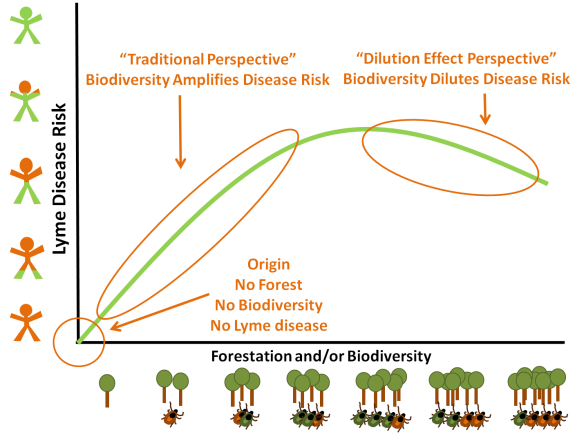 “Traditional Perspective”
Biodiversity Amplifies Disease Risk
“Dilution Effect Perspective”
Biodiversity Dilutes Disease Risk
Lyme Disease Risk
Origin
No Forest
No Biodiversity
No Lyme disease
Forestation and/or Biodiversity